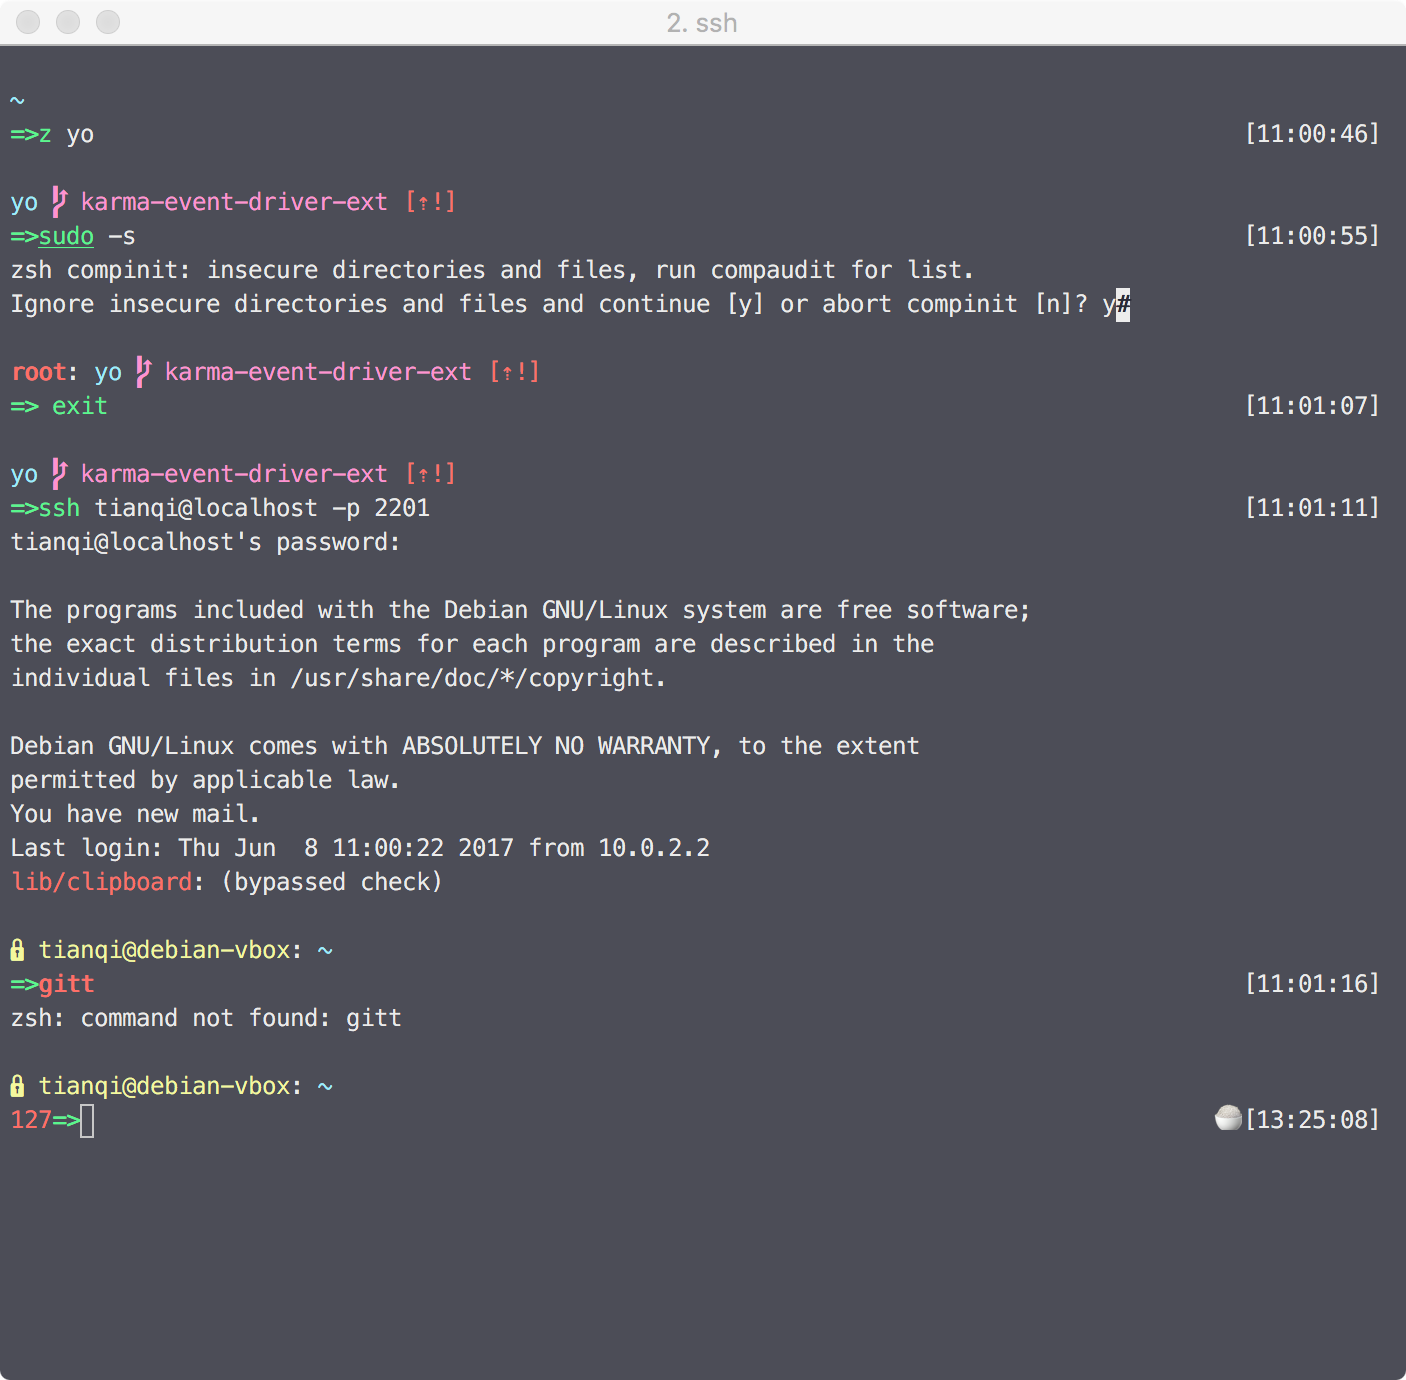 2. ssh
~
=>z yo [11:00:46]
yo karma-event-driver-ext [⇡!]
=>sudo -s [11:00:55]
zsh compinit: insecure directories and files, run compaudit for list.
Ignore insecure directories and files and continue [y] or abort compinit [n]? y#
root: yo karma-event-driver-ext [⇡!]
=> exit [11:01:07]
yo karma-event-driver-ext [⇡!]
=>ssh tianqi@localhost -p 2201 [11:01:11]
tianqi@localhost's password:
The programs included with the Debian GNU/Linux system are free software;
the exact distribution terms for each program are described in the
individual files in /usr/share/doc/*/copyright.
Debian GNU/Linux comes with ABSOLUTELY NO WARRANTY, to the extent
permitted by applicable law.
You have new mail.
Last login: Thu Jun  8 11:00:22 2017 from 10.0.2.2
lib/clipboard: (bypassed check)
tianqi@debian-vbox: ~
=>gitt [11:01:16]
zsh: command not found: gitt
tianqi@debian-vbox: ~
127=> [13:25:08]